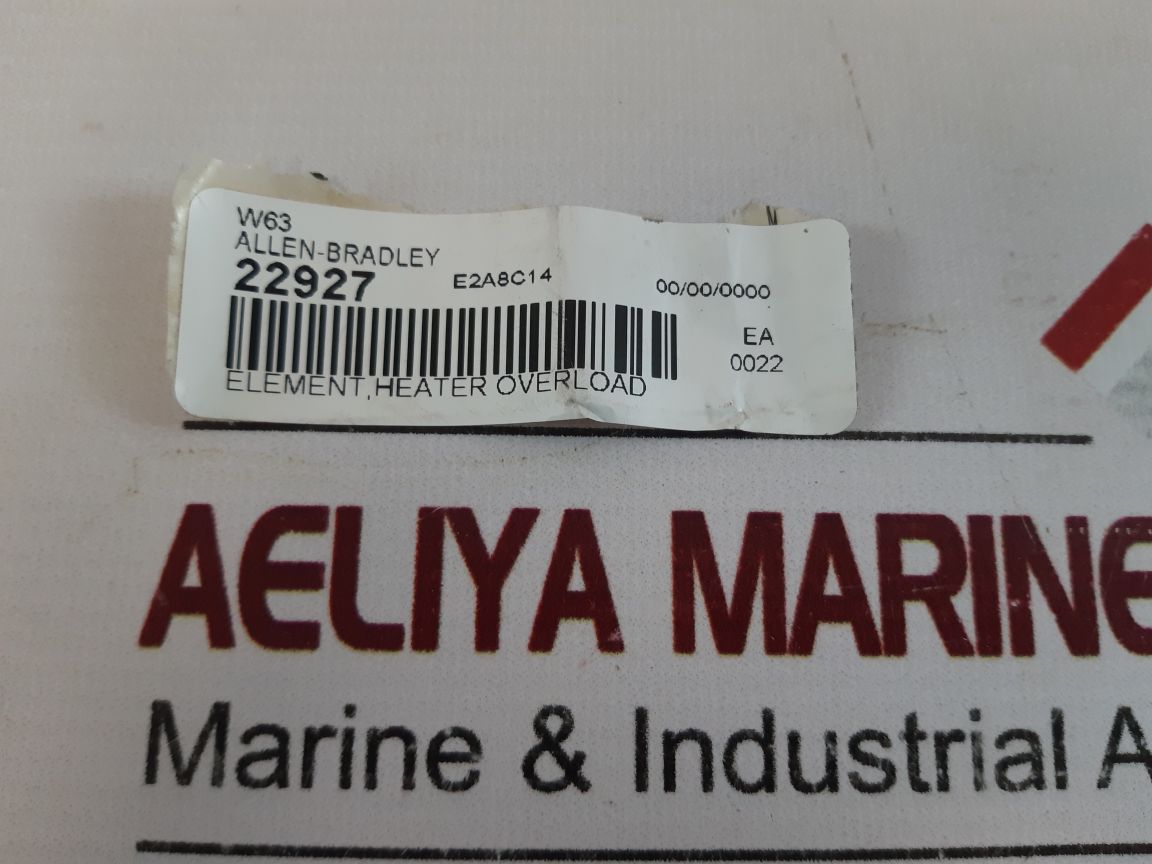 W63
ALLEN-BRADLEY
22927 E2A8C14 00/00/0000
EA
0022
ELEMENT,HEATER OVERLOAD
AELIYA MARINE
Marine & Industrial A